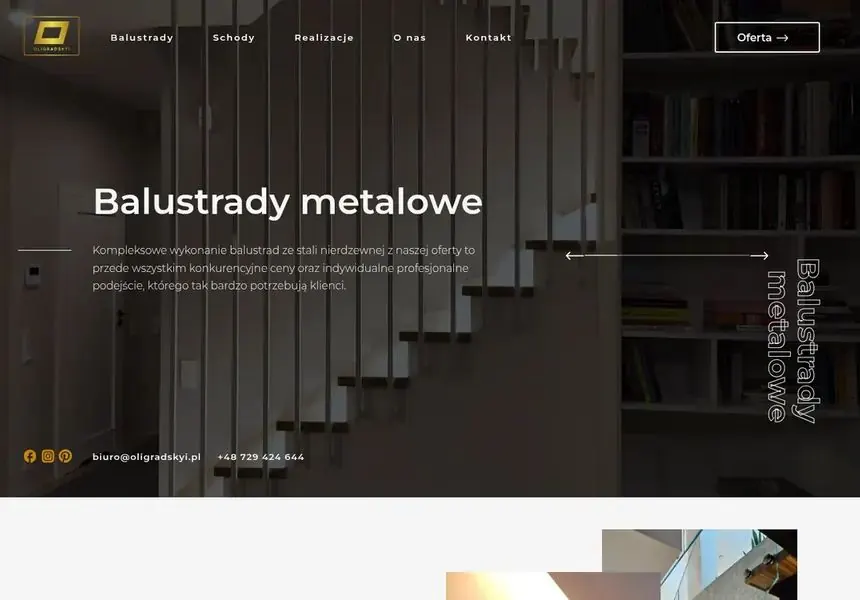 OLIGRADSKYI
Balustrady
Schody
Realizacje
O nas
Kontakt
Oferta
Balustrady metalowe
Kompleksowe wykonanie balustrad ze stali nierdzewnej z naszej oferty to
przede wszystkim konkurencyjne ceny oraz indywidualne profesjonalne
podejście, którego tak bardzo potrzebują klienci.
Balustrady
metalowe
biuro@oligradskyi.pl
+48 729 424 644